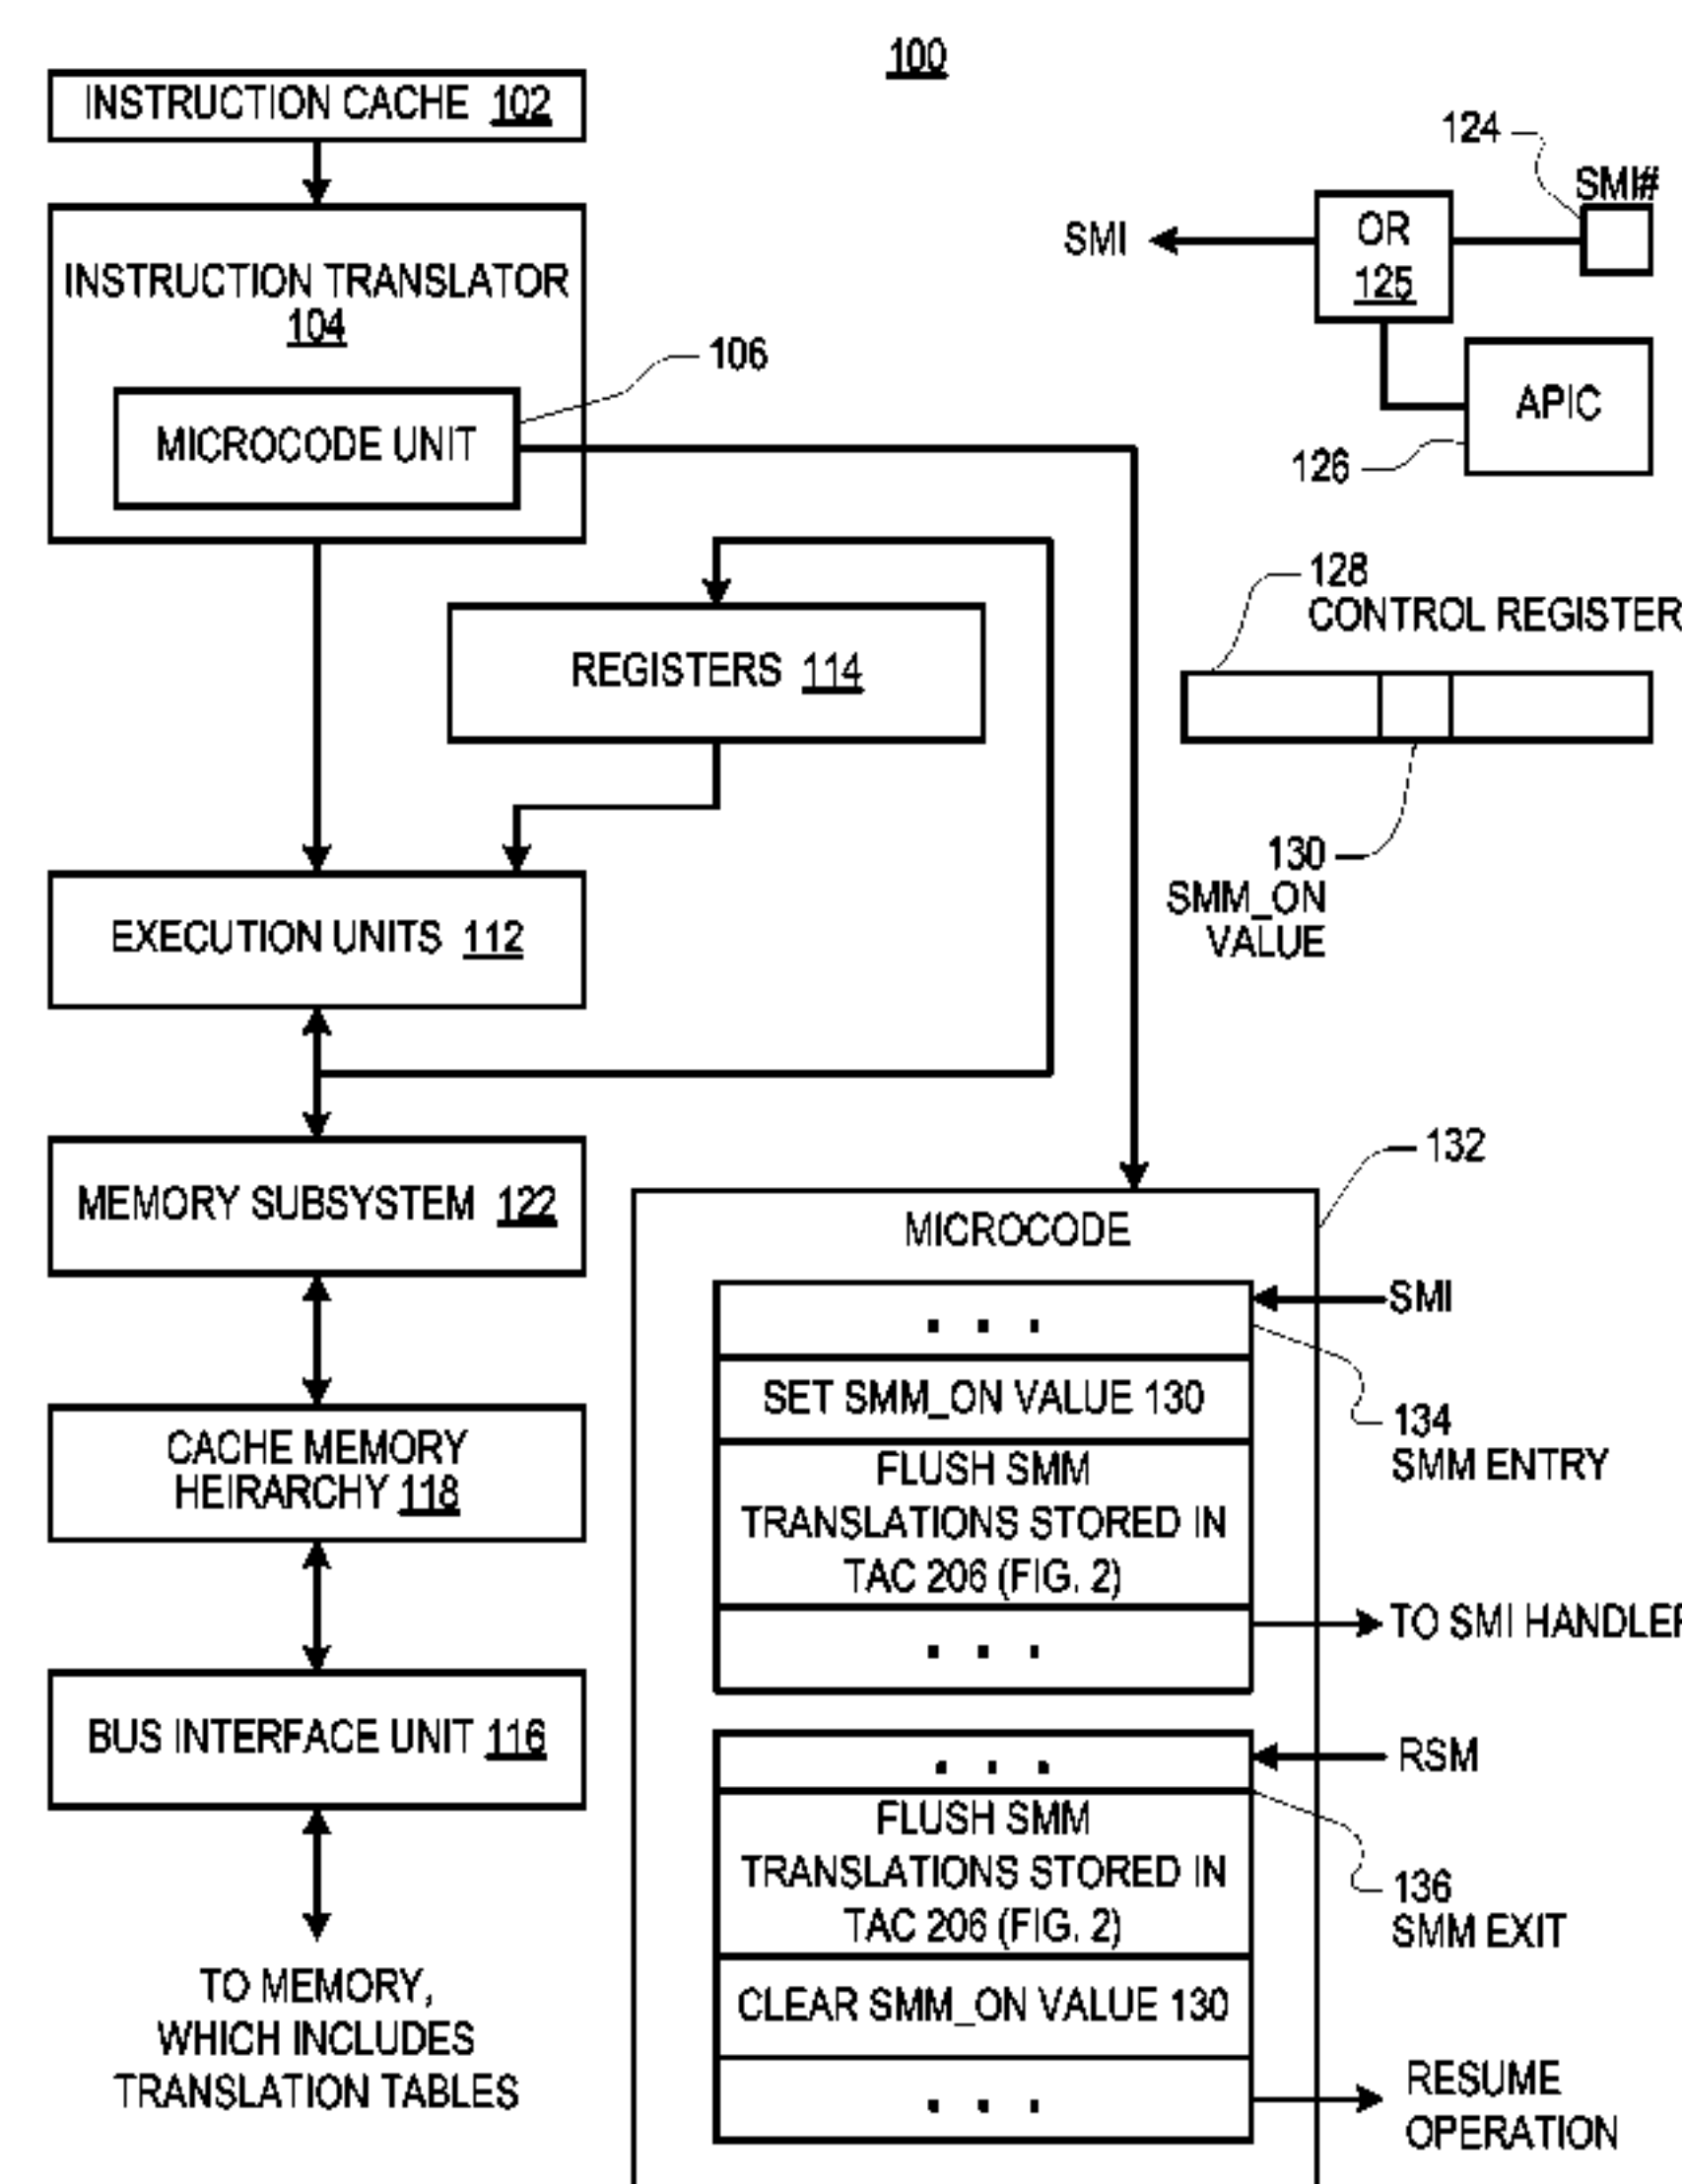 100
INSTRUCTION CACHE 102
INSTRUCTION TRANSLATOR
104
MICROCODE UNIT
106
REGISTERS 114
EXECUTION UNITS 112
MEMORY SUBSYSTEM 122
CACHE MEMORY
HEIRARCHY 118
BUS INTERFACE UNIT 116
TO MEMORY,
WHICH INCLUDES
TRANSLATION TABLES
124
SMI#
SMI
OR
125
APIC
126
128
CONTROL REGISTER
130
SMM_ON
VALUE
132
MICROCODE
. . .
SMI
SET SMM_ON VALUE 130
134
SMM ENTRY
FLUSH SMM
TRANSLATIONS STORED IN
TAC 206 (FIG. 2)
. . .
TO SMI HANDLER
. . .
RSM
FLUSH SMM
TRANSLATIONS STORED IN
TAC 206 (FIG. 2)
136
SMM EXIT
CLEAR SMM_ON VALUE 130
. . .
RESUME
OPERATION